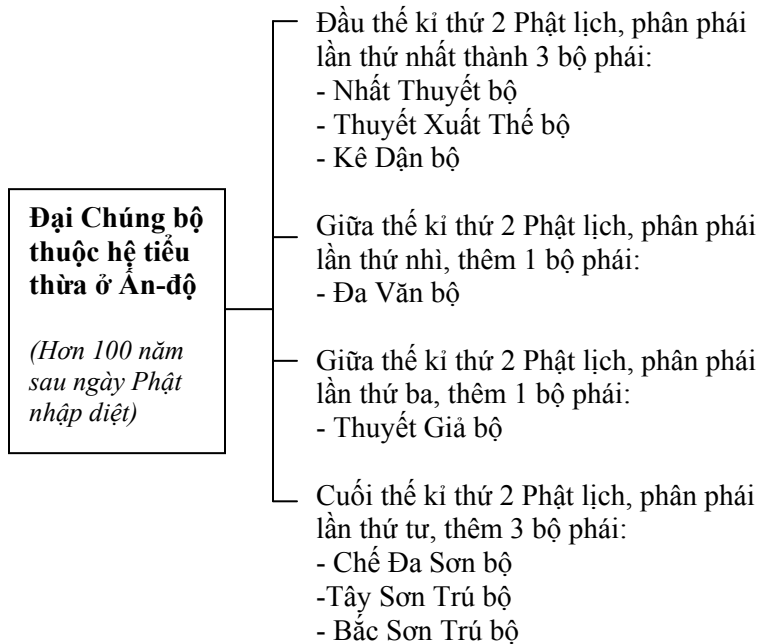 Đại Chúng bộ
thuộc hệ tiểu
thừa ở Ấn-độ
(Hơn 100 năm
sau ngày Phật
nhập diệt)
Đầu thế kỉ thứ 2 Phật lịch, phân phái
lần thứ nhất thành 3 bộ phái:
- Nhất Thuyết bộ
- Thuyết Xuất Thế bộ
- Kê Dận bộ
Giữa thế kỉ thứ 2 Phật lịch, phân phái
lần thứ nhì, thêm 1 bộ phái:
- Đa Văn bộ
Giữa thế kỉ thứ 2 Phật lịch, phân phái
lần thứ ba, thêm 1 bộ phái:
- Thuyết Giả bộ
Cuối thế kỉ thứ 2 Phật lịch, phân phái
lần thứ tư, thêm 3 bộ phái:
- Chế Đa Sơn bộ
-Tây Sơn Trú bộ
- Bắc Sơn Trú bộ